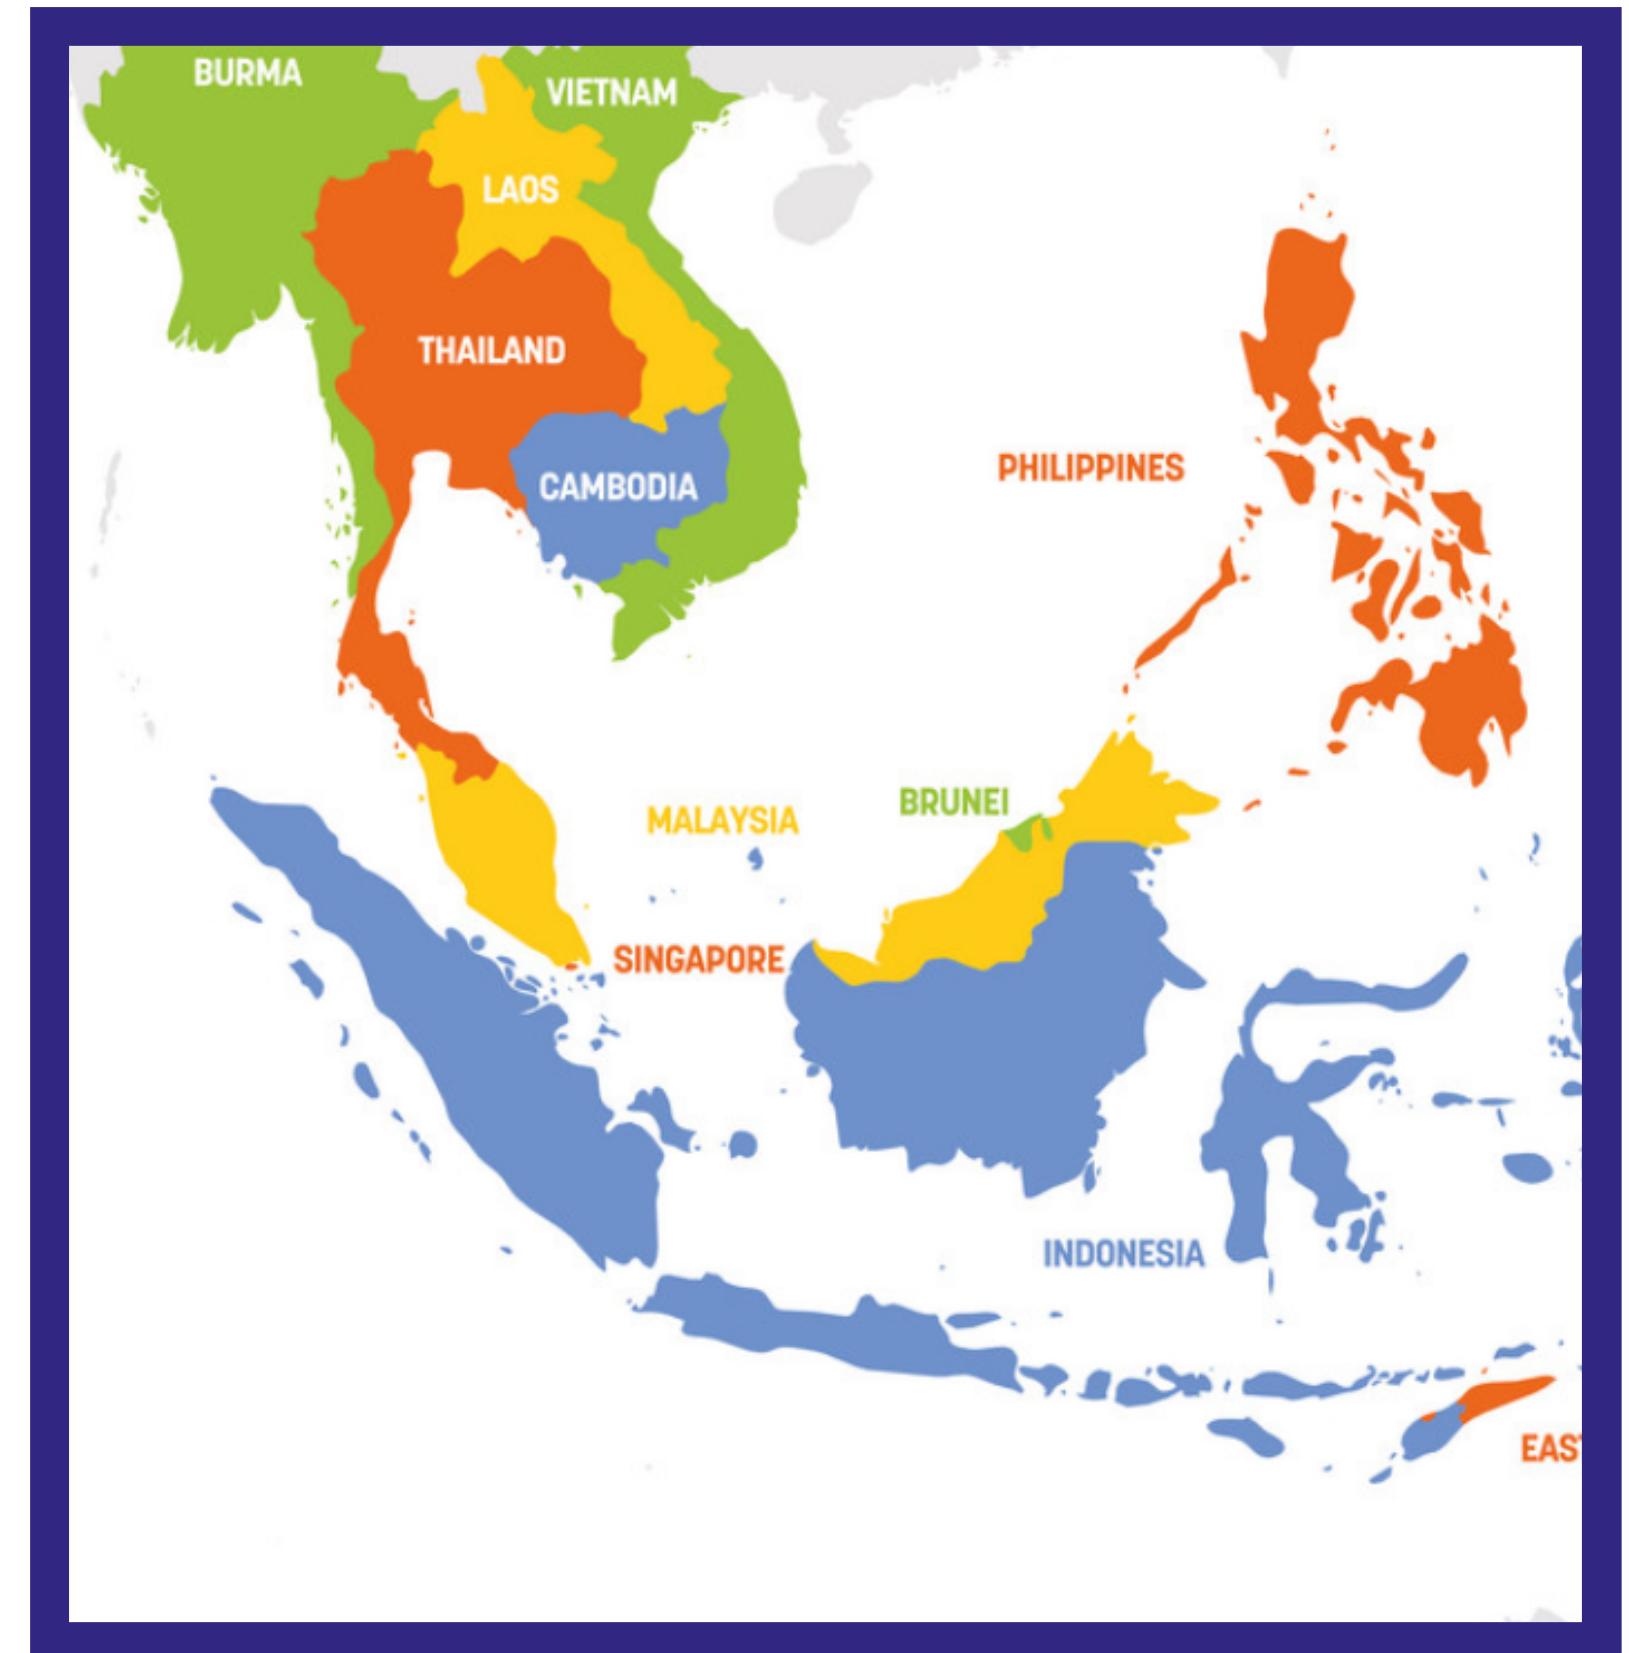 BURMA
VIETNAM
LAOS
THAILAND
CAMBODIA
PHILIPPINES
BRUNEI
MALAYSIA
SINGAPORE
INDONESIA
EAS